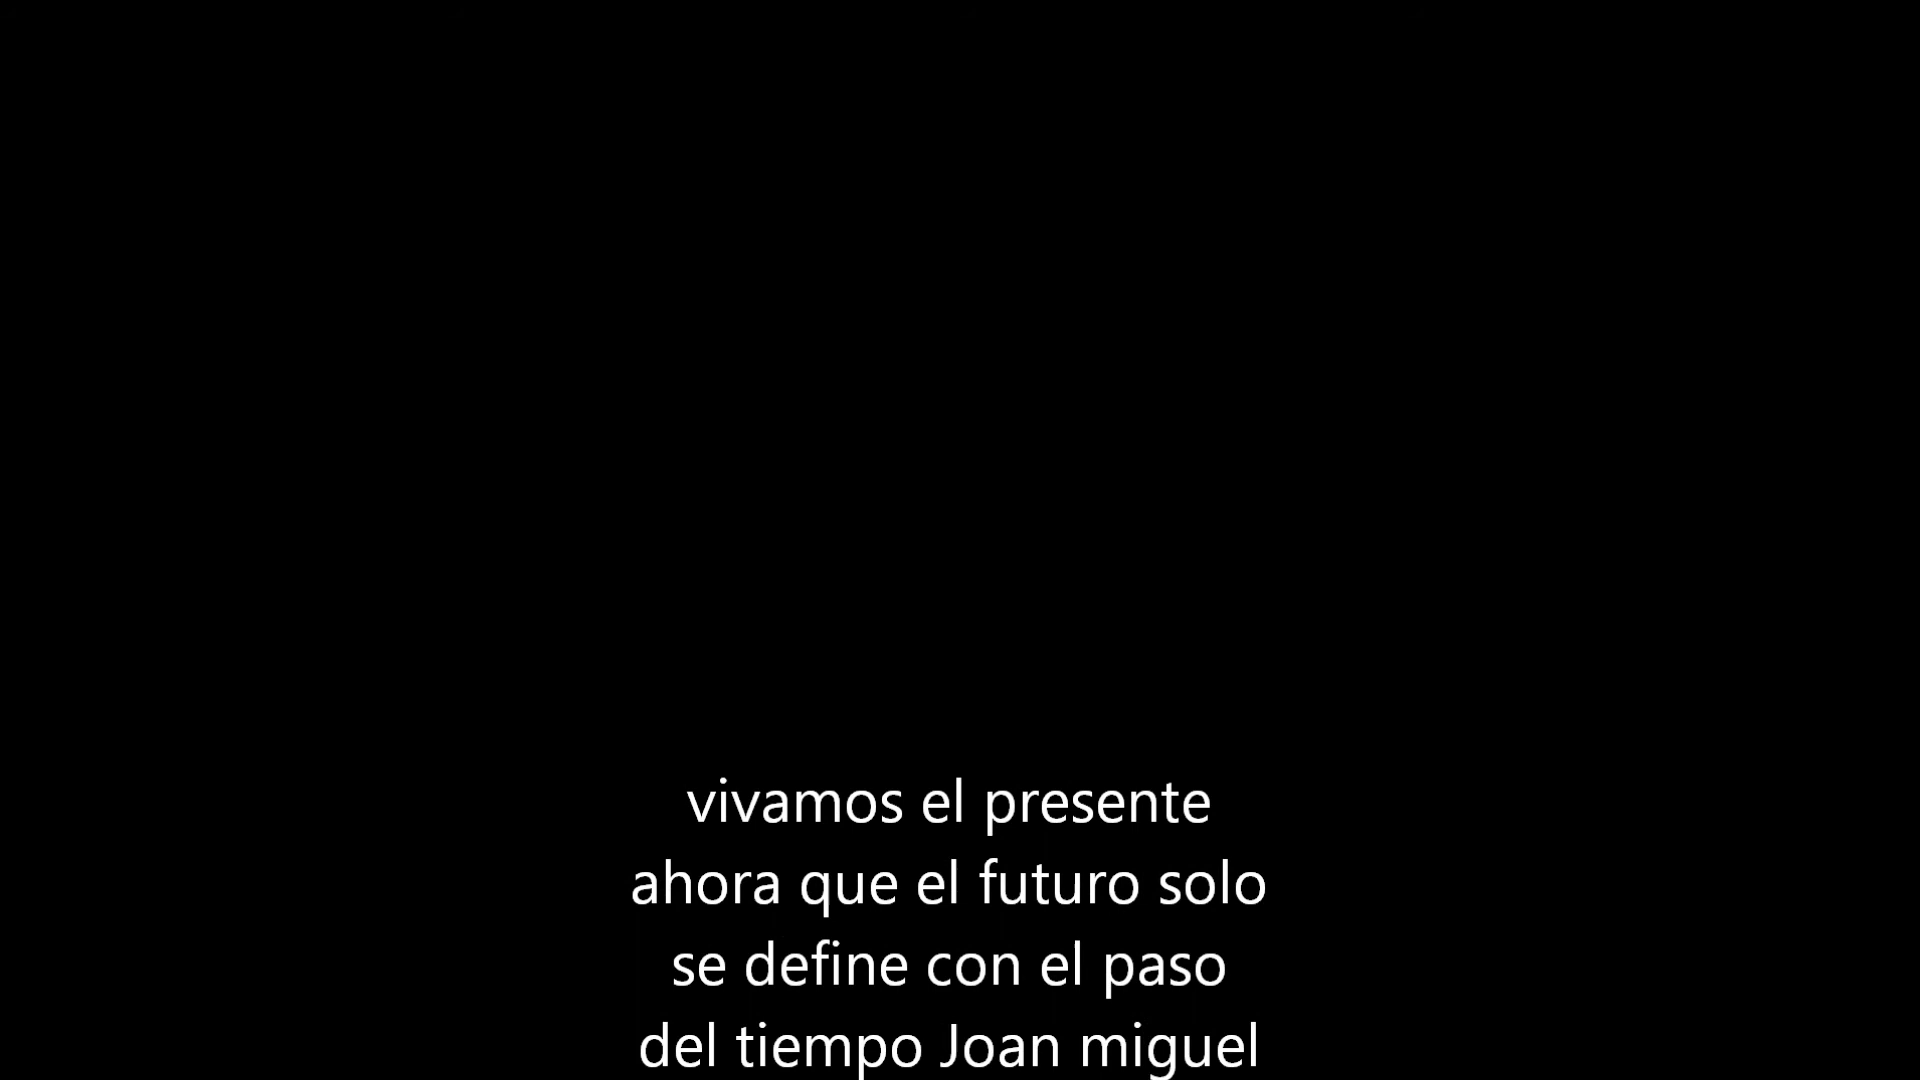 vivamos el presente
ahora que el futuro solo
se define con el paso
del tiempo Joan miguel